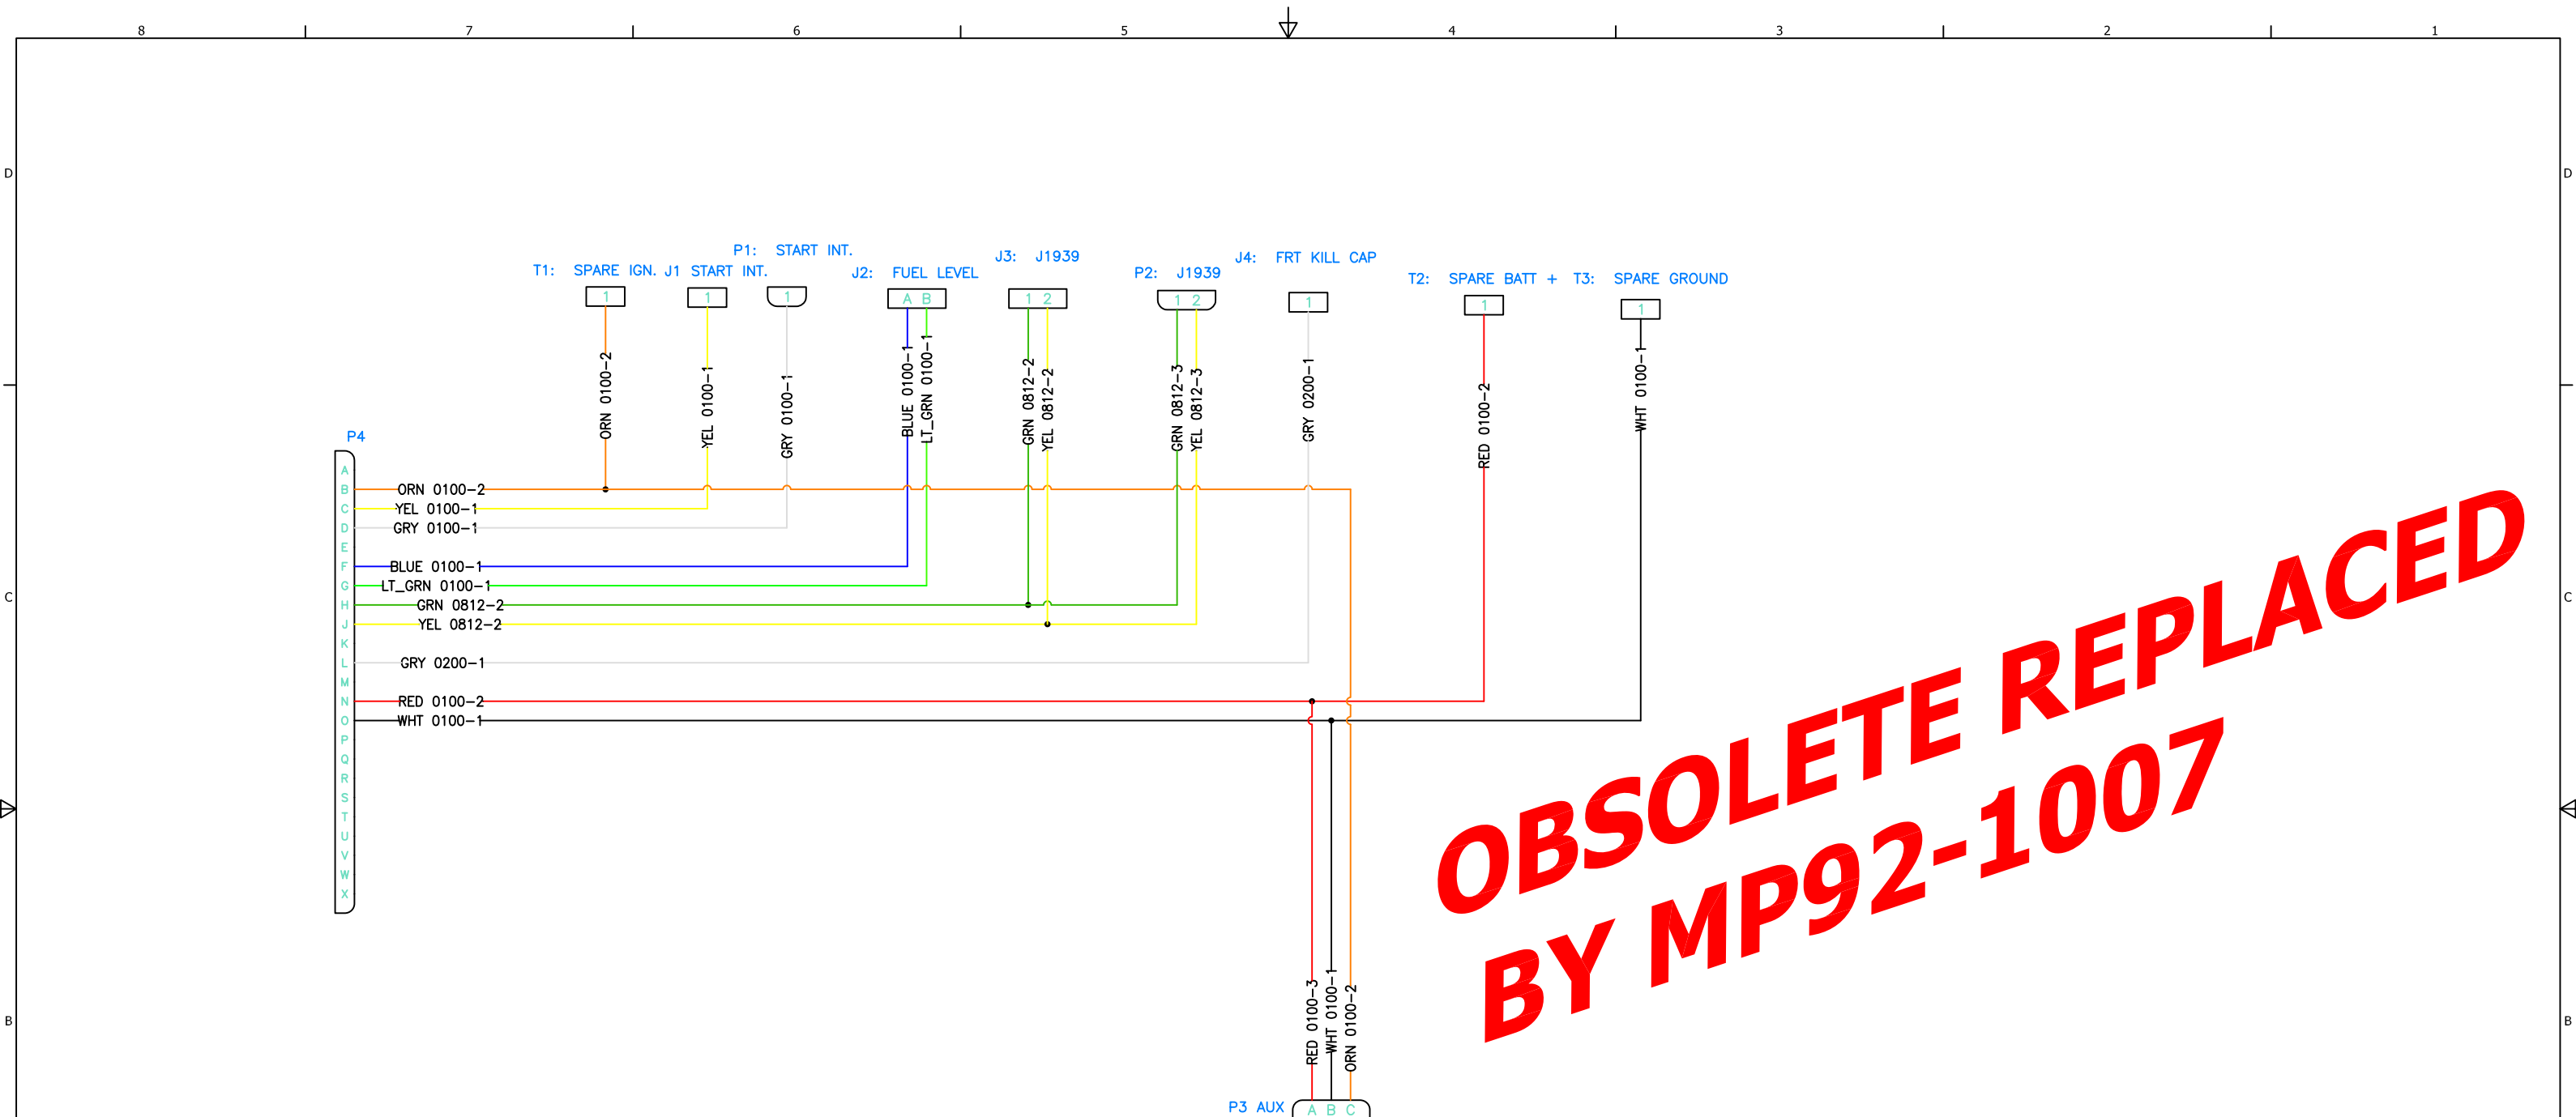 8 7 6 5 4 3 2 1
D D
P1: START INT.
J3: J1939
J4: FRT KILL CAP
T1: SPARE IGN. J1 START INT.
J2: FUEL LEVEL
P2: J1939
T2: SPARE BATT + T3: SPARE GROUND
1
1
1
A B
1 2
1 2
1
1
1
ORN 0100-2
YEL 0100-1
GRY 0100-1
BLUE 0100-1
LT_GRN 0100-1
GRN 0812-2
YEL 0812-2
GRN 0812-3
YEL 0812-3
GRY 0200-1
RED 0100-2
WHT 0100-1
P4
A
B ORN 0100-2
C YEL 0100-1
D GRY 0100-1
E
F BLUE 0100-1
G LT_GRN 0100-1
H GRN 0812-2
J YEL 0812-2
K
L GRY 0200-1
M
N RED 0100-2
O WHT 0100-1
P
Q
R
S
T
U
V
W
X
C C
OBSOLETE REPLACED
BY MP92-1007
B B
RED 0100-3
WHT 0100-1
ORN 0100-2
P3 AUX
A B C